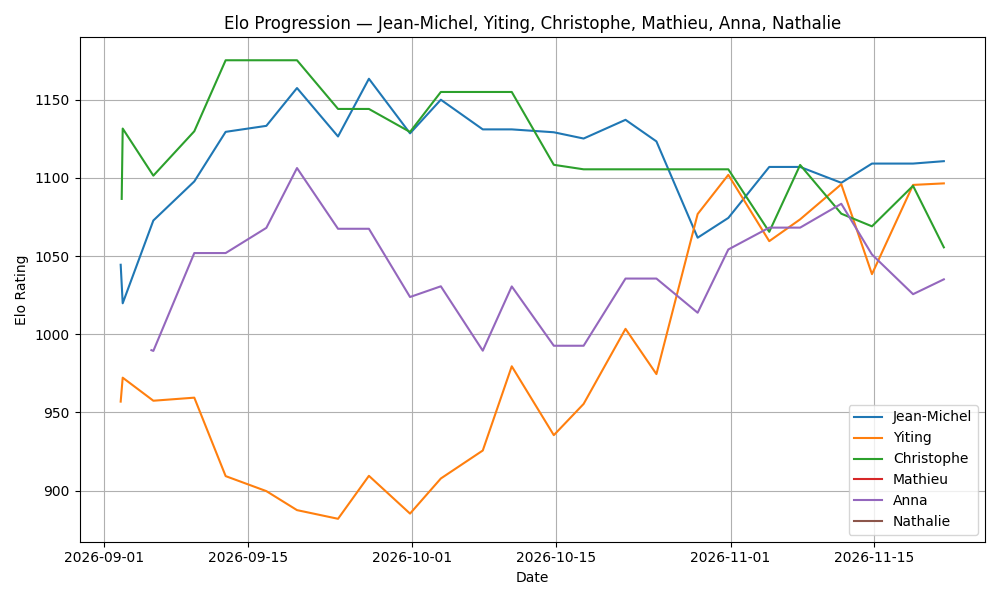 Elo Progression — Jean-Michel, Yiting, Christophe, Mathieu, Anna, Nathalie
Elo Rating
1150
1100
1050
1000
950
900
2026-09-01
2026-09-15
2026-10-01
2026-10-15
2026-11-01
2026-11-15
Date
Jean-Michel
Yiting
Christophe
Mathieu
Anna
Nathalie